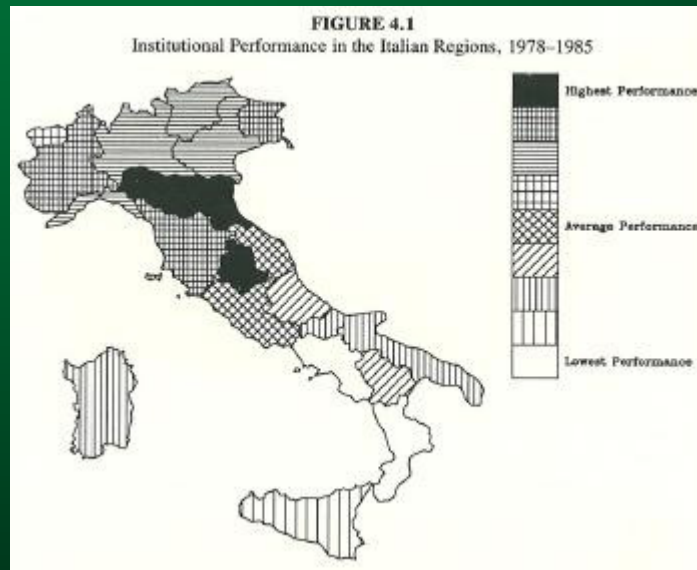 FIGURE 4.1
Institutional Performance in the Italian Regions, 1978–1985
Highest Performance
Average Performance
Lowest Performance